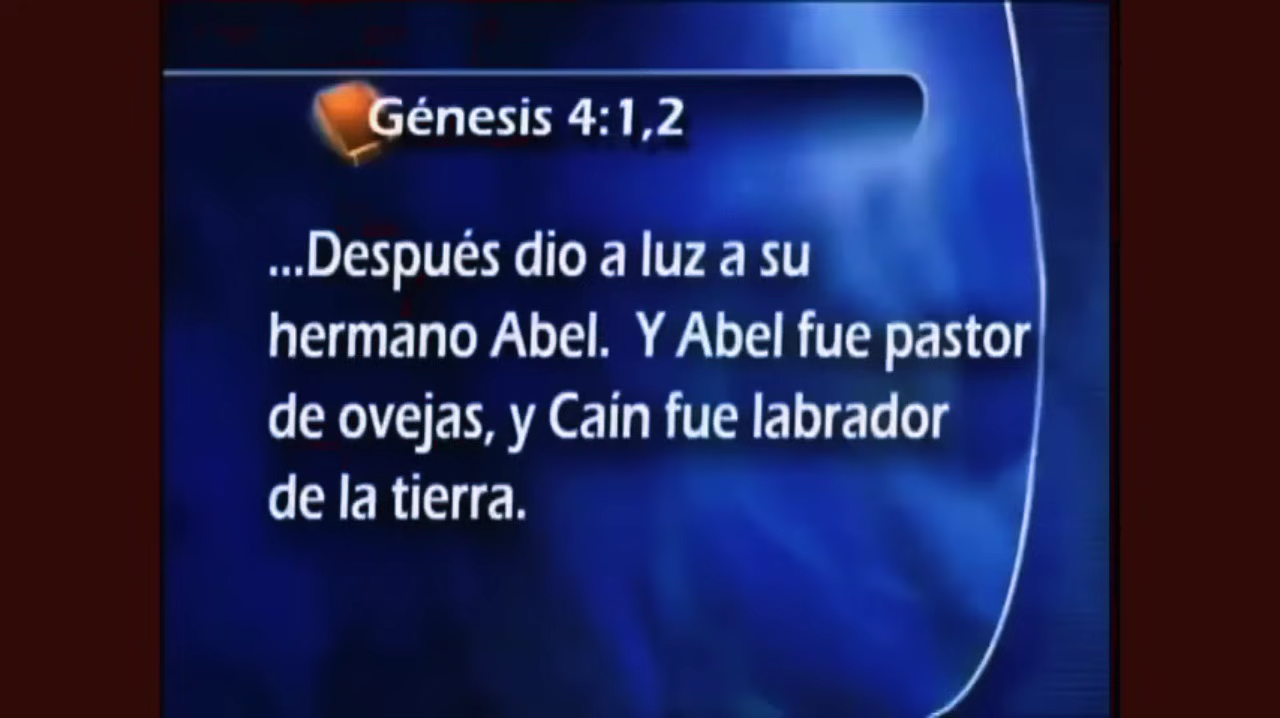 Génesis 4:1,2
...Después dio a luz a su
hermano Abel.  Y Abel fue pastor
de ovejas, y Caín fue labrador
de la tierra.